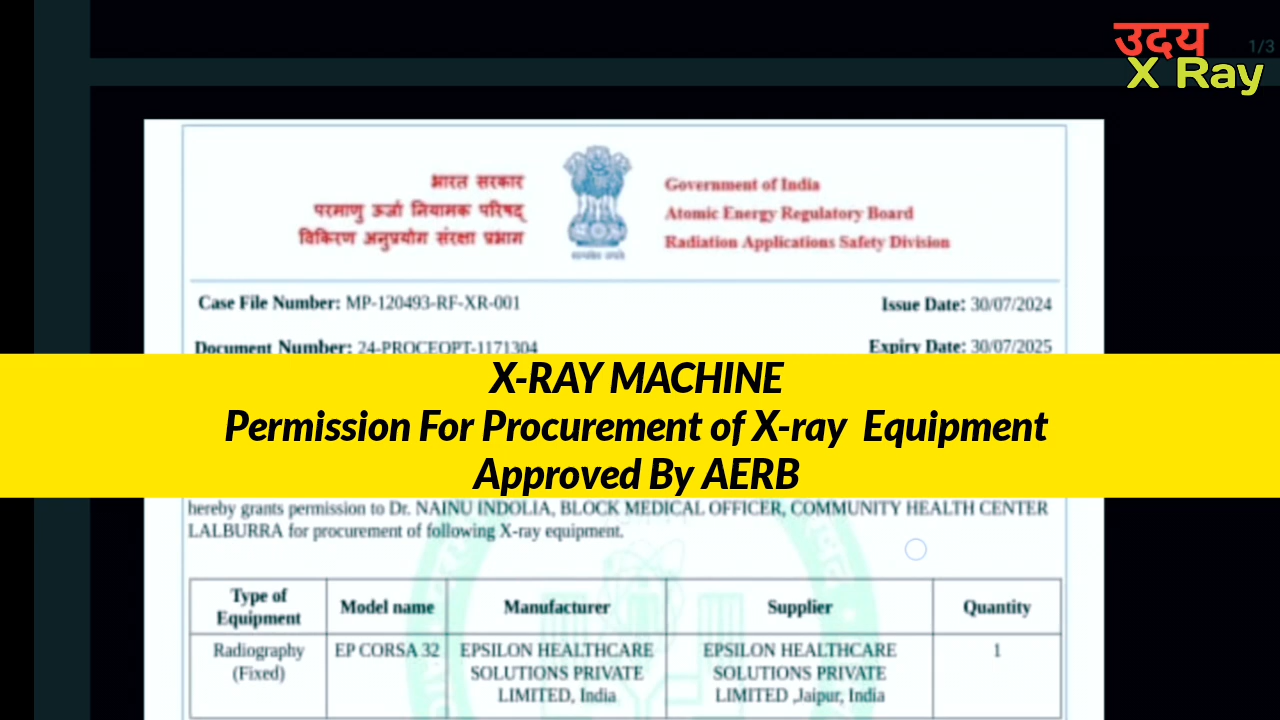 उदय
X Ray
1/3
भारत सरकार
परमाणु ऊर्जा नियामक परिषद्
विकिरण अनुप्रयोग संरक्षा प्रभाग
सत्यमेव जयते
Government of India
Atomic Energy Regulatory Board
Radiation Applications Safety Division
Case File Number: MP-120493-RF-XR-001
Issue Date: 30/07/2024
Document Number: 24-PROCEOPT-1171304
Expiry Date: 30/07/2025
X-RAY MACHINE
Permission For Procurement of X-ray Equipment
Approved By AERB
hereby grants permission to Dr. NAINU INDOLIA, BLOCK MEDICAL OFFICER, COMMUNITY HEALTH CENTER
LALBURRA for procurement of following X-ray equipment.
Type of Equipment
Model name
Manufacturer
Supplier
Quantity
Radiography (Fixed)
EP CORSA 32
EPSILON HEALTHCARE SOLUTIONS PRIVATE LIMITED, India
EPSILON HEALTHCARE SOLUTIONS PRIVATE LIMITED ,Jaipur, India
1